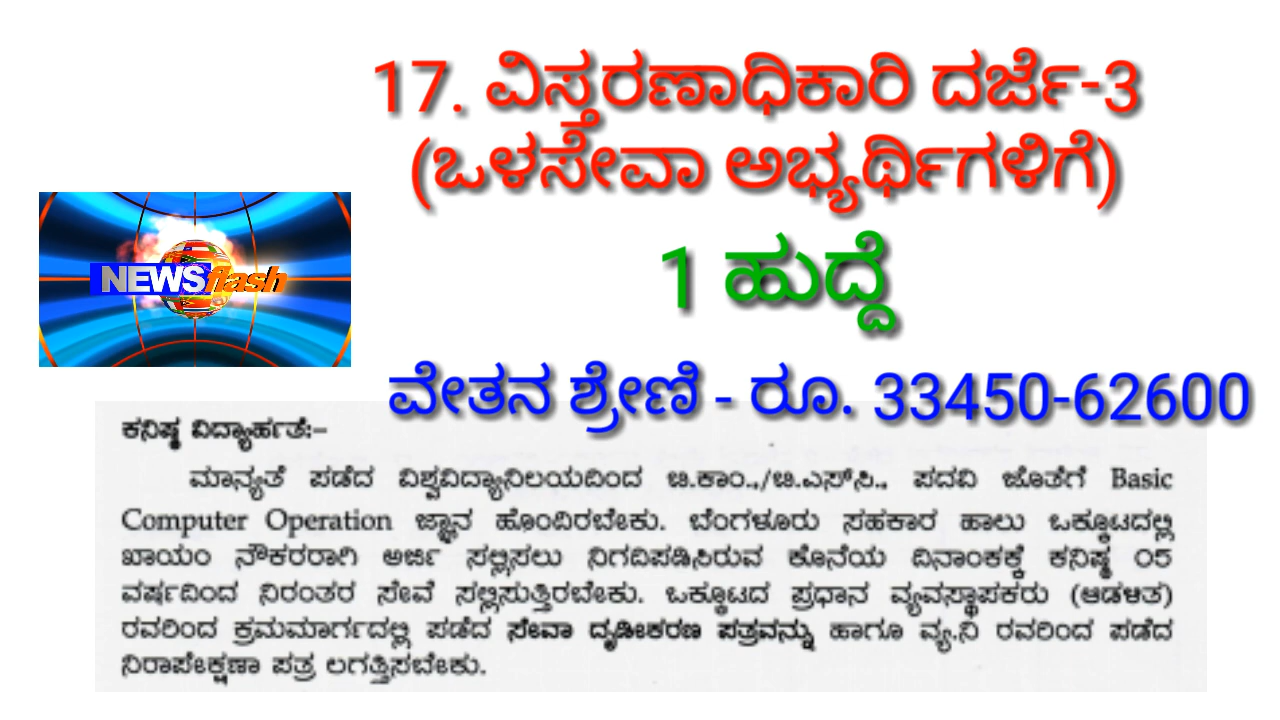 17. ವಿಸ್ತರಣಾಧಿಕಾರಿ ದರ್ಜೆ-3
(ಒಳಸೇವಾ ಅಭ್ಯರ್ಥಿಗಳಿಗೆ)
1 ಹುದ್ದೆ
NEWSflash
ವೇತನ ಶ್ರೇಣಿ - ರೂ. 33450-62600
ಕನಿಷ್ಠ ವಿದ್ಯಾರ್ಹತೆ:-
ಮಾನ್ಯತೆ ಪಡೆದ ವಿಶ್ವವಿದ್ಯಾನಿಲಯದಿಂದ ಬಿ.ಕಾಂ.,/ಬಿ.ಎಸ್‌ಸಿ., ಪದವಿ ಜೊತೆಗೆ Basic
Computer Operation ಜ್ಞಾನ ಹೊಂದಿರಬೇಕು. ಬೆಂಗಳೂರು ಸಹಕಾರ ಹಾಲು ಒಕ್ಕೂಟದಲ್ಲಿ
ಖಾಯಂ ನೌಕರರಾಗಿ ಅರ್ಜಿ ಸಲ್ಲಿಸಲು ನಿಗದಿಪಡಿಸಿರುವ ಕೊನೆಯ ದಿನಾಂಕಕ್ಕೆ ಕನಿಷ್ಠ 05
ವರ್ಷದಿಂದ ನಿರಂತರ ಸೇವೆ ಸಲ್ಲಿಸುತ್ತಿರಬೇಕು. ಒಕ್ಕೂಟದ ಪ್ರಧಾನ ವ್ಯವಸ್ಥಾಪಕರು (ಆಡಳಿತ)
ರವರಿಂದ ಕ್ರಮಮಾರ್ಗದಲ್ಲಿ ಪಡೆದ ಸೇವಾ ದೃಢೀಕರಣ ಪತ್ರವನ್ನು ಹಾಗೂ ವ್ಯ.ನಿ ರವರಿಂದ ಪಡೆದ
ನಿರಾಪೇಕ್ಷಣಾ ಪತ್ರ ಲಗತ್ತಿಸಬೇಕು.